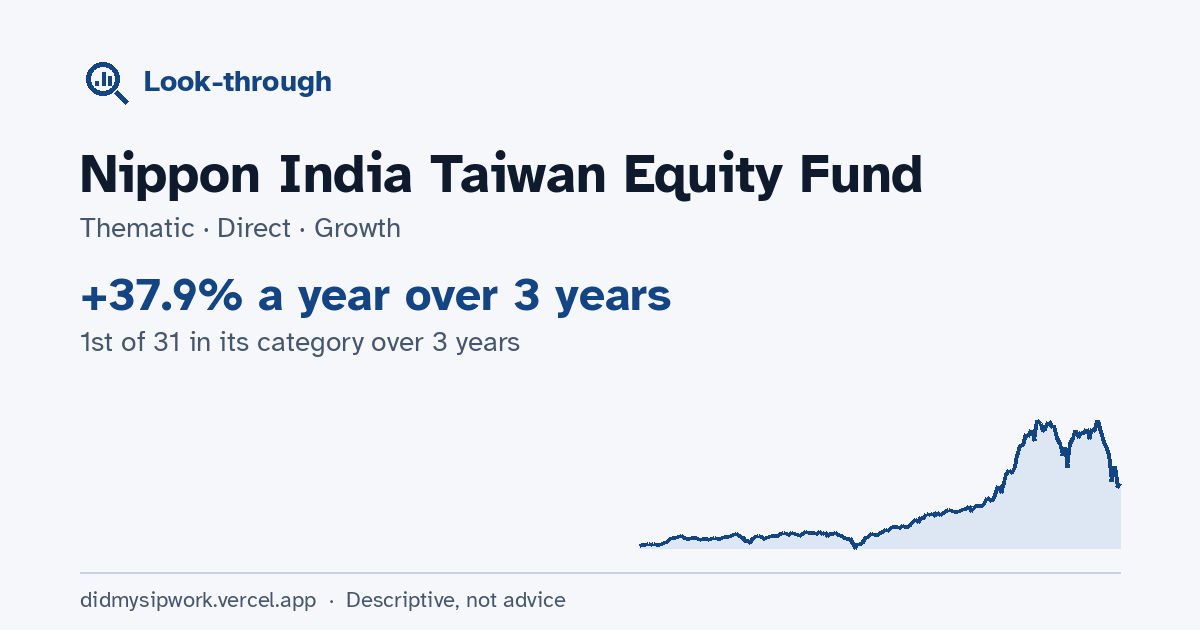 Look-through
Nippon India Taiwan Equity Fund
Thematic · Direct · Growth
+37.9% a year over 3 years
1st of 31 in its category over 3 years
didmysipwork.vercel.app · Descriptive, not advice